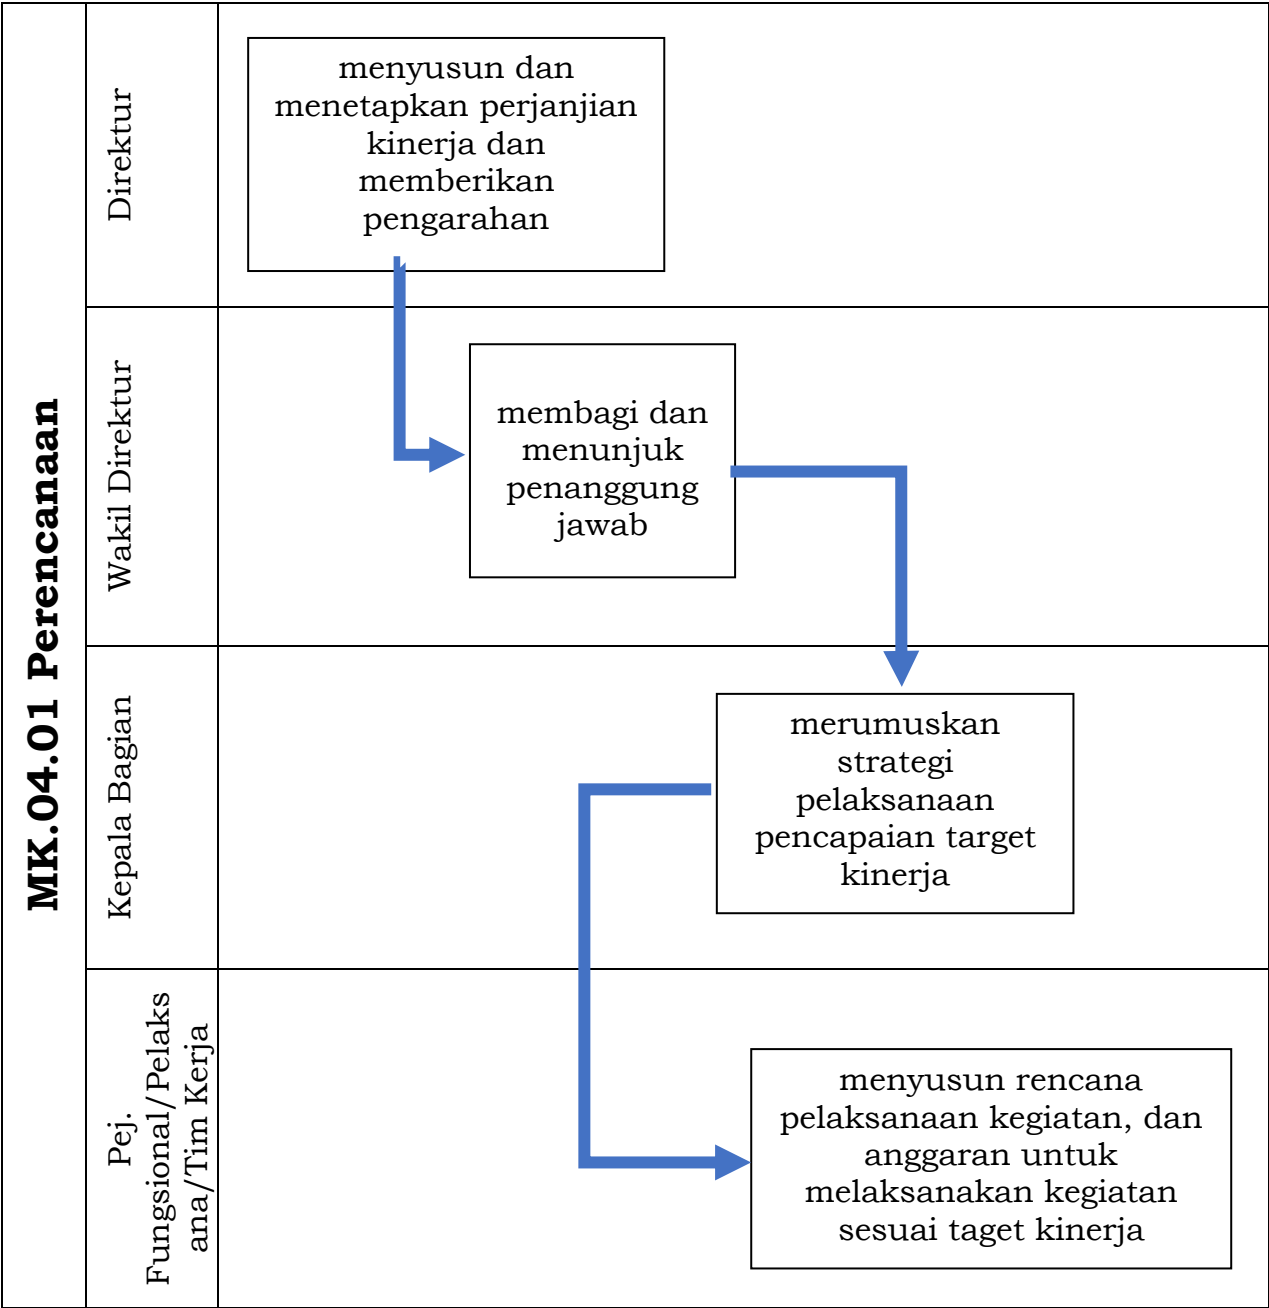 MK.04.01 Perencanaan
Direktur
menyusun dan
menetapkan perjanjian
kinerja dan
memberikan
pengarahan
Wakil Direktur
membagi dan
menunjuk
penanggung
jawab
Kepala Bagian
merumuskan
strategi
pelaksanaan
pencapaian target
kinerja
Pej.
Fungsional/Pelaks
ana/Tim Kerja
menyusun rencana
pelaksanaan kegiatan, dan
anggaran untuk
melaksanakan kegiatan
sesuai taget kinerja